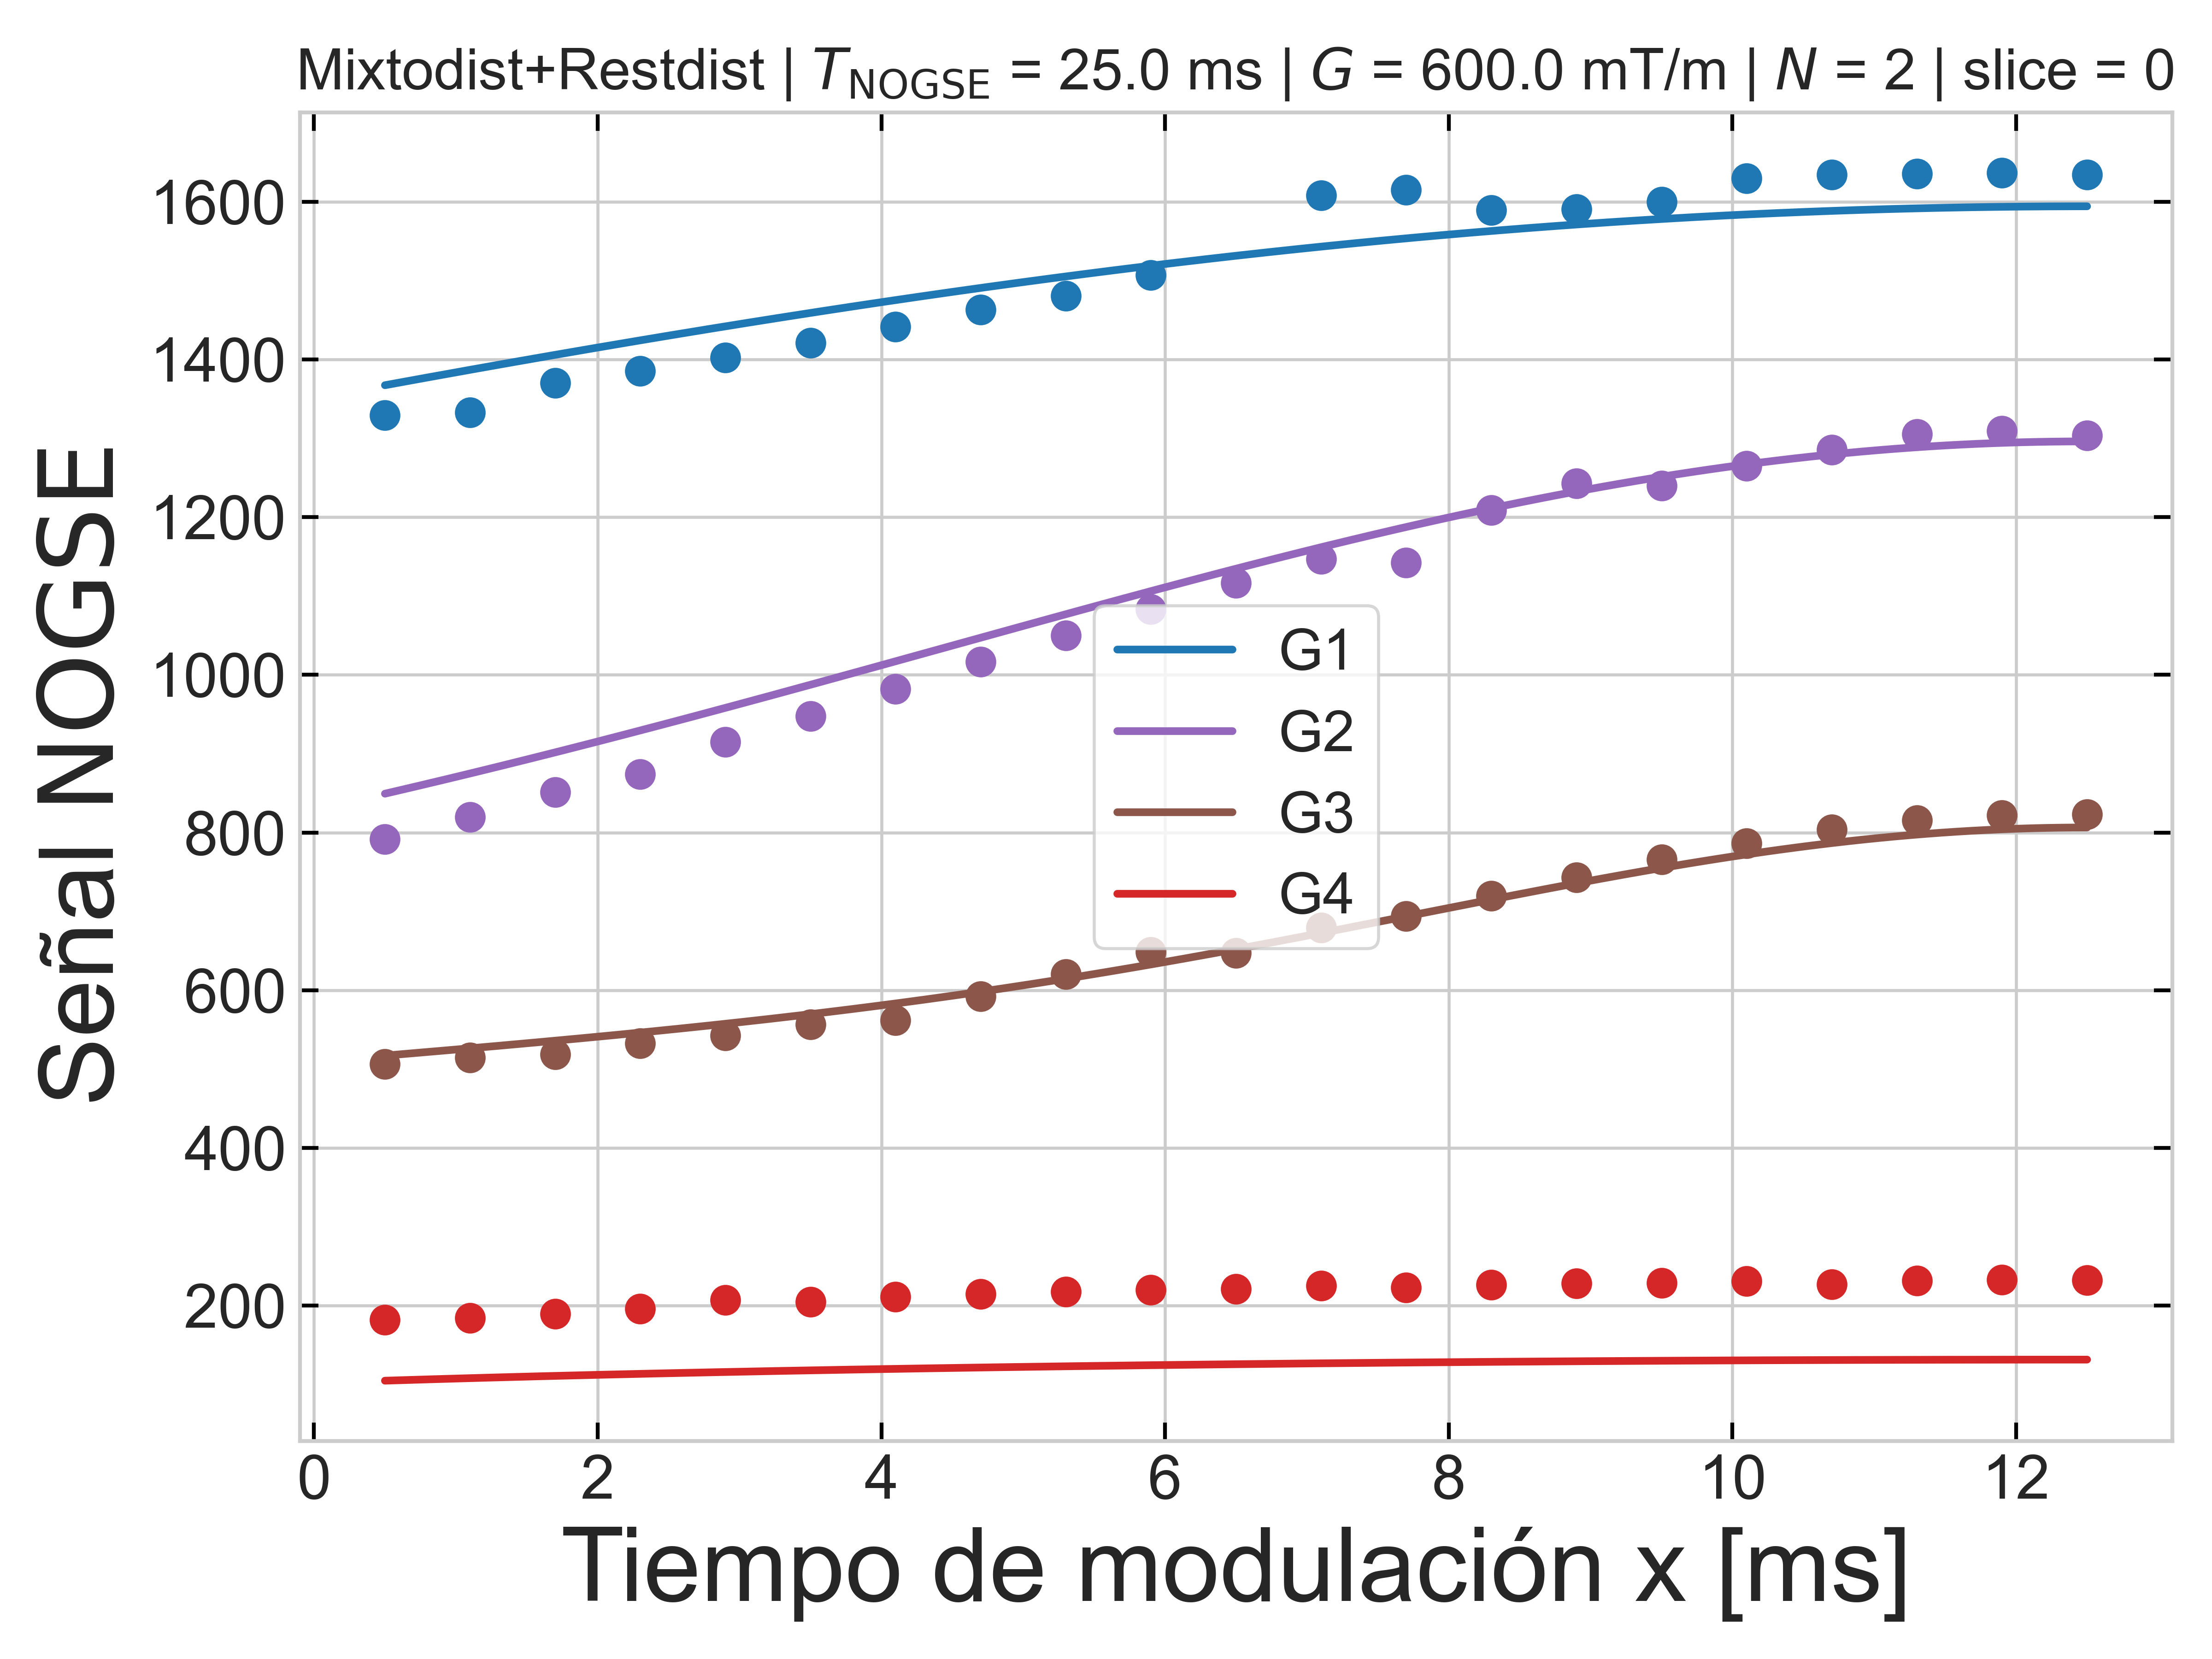 Mixtodist+Restdist | T_NOGSE = 25.0 ms | G = 600.0 mT/m | N = 2 | slice = 0
Señal NOGSE
1600
1400
1200
1000
800
600
400
200
G1
G2
G3
G4
0 2 4 6 8 10 12
Tiempo de modulación x [ms]